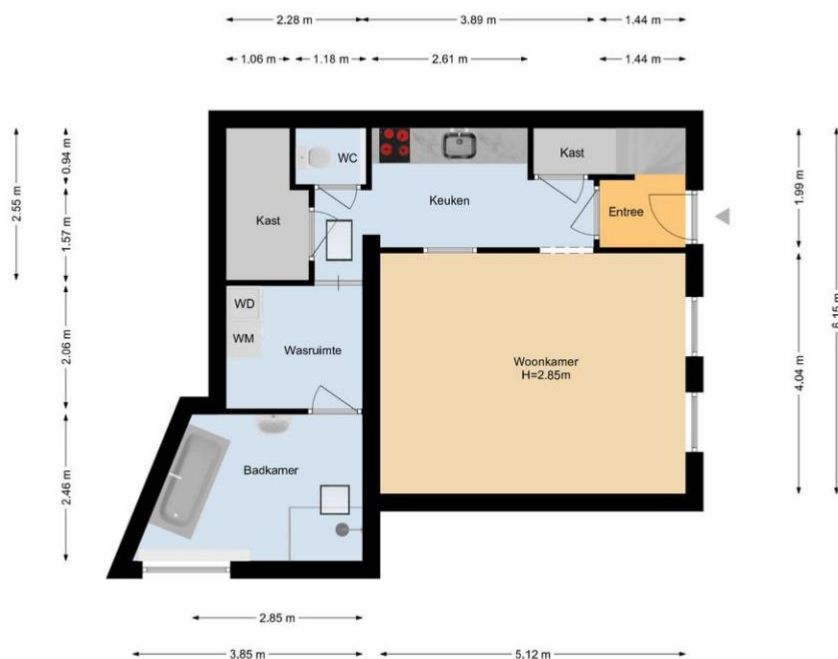 2.28 m
3.89 m
1.44 m
1.06 m
1.18 m
2.61 m
1.44 m
2.55 m
0.94 m
1.57 m
2.06 m
2.46 m
WC
Kast
Keuken
Kast
Entree
WD
WM
Wasruimte
Woonkamer
H=2.85m
Badkamer
1.99 m
4.04 m
6.15 m
2.85 m
3.85 m
5.12 m